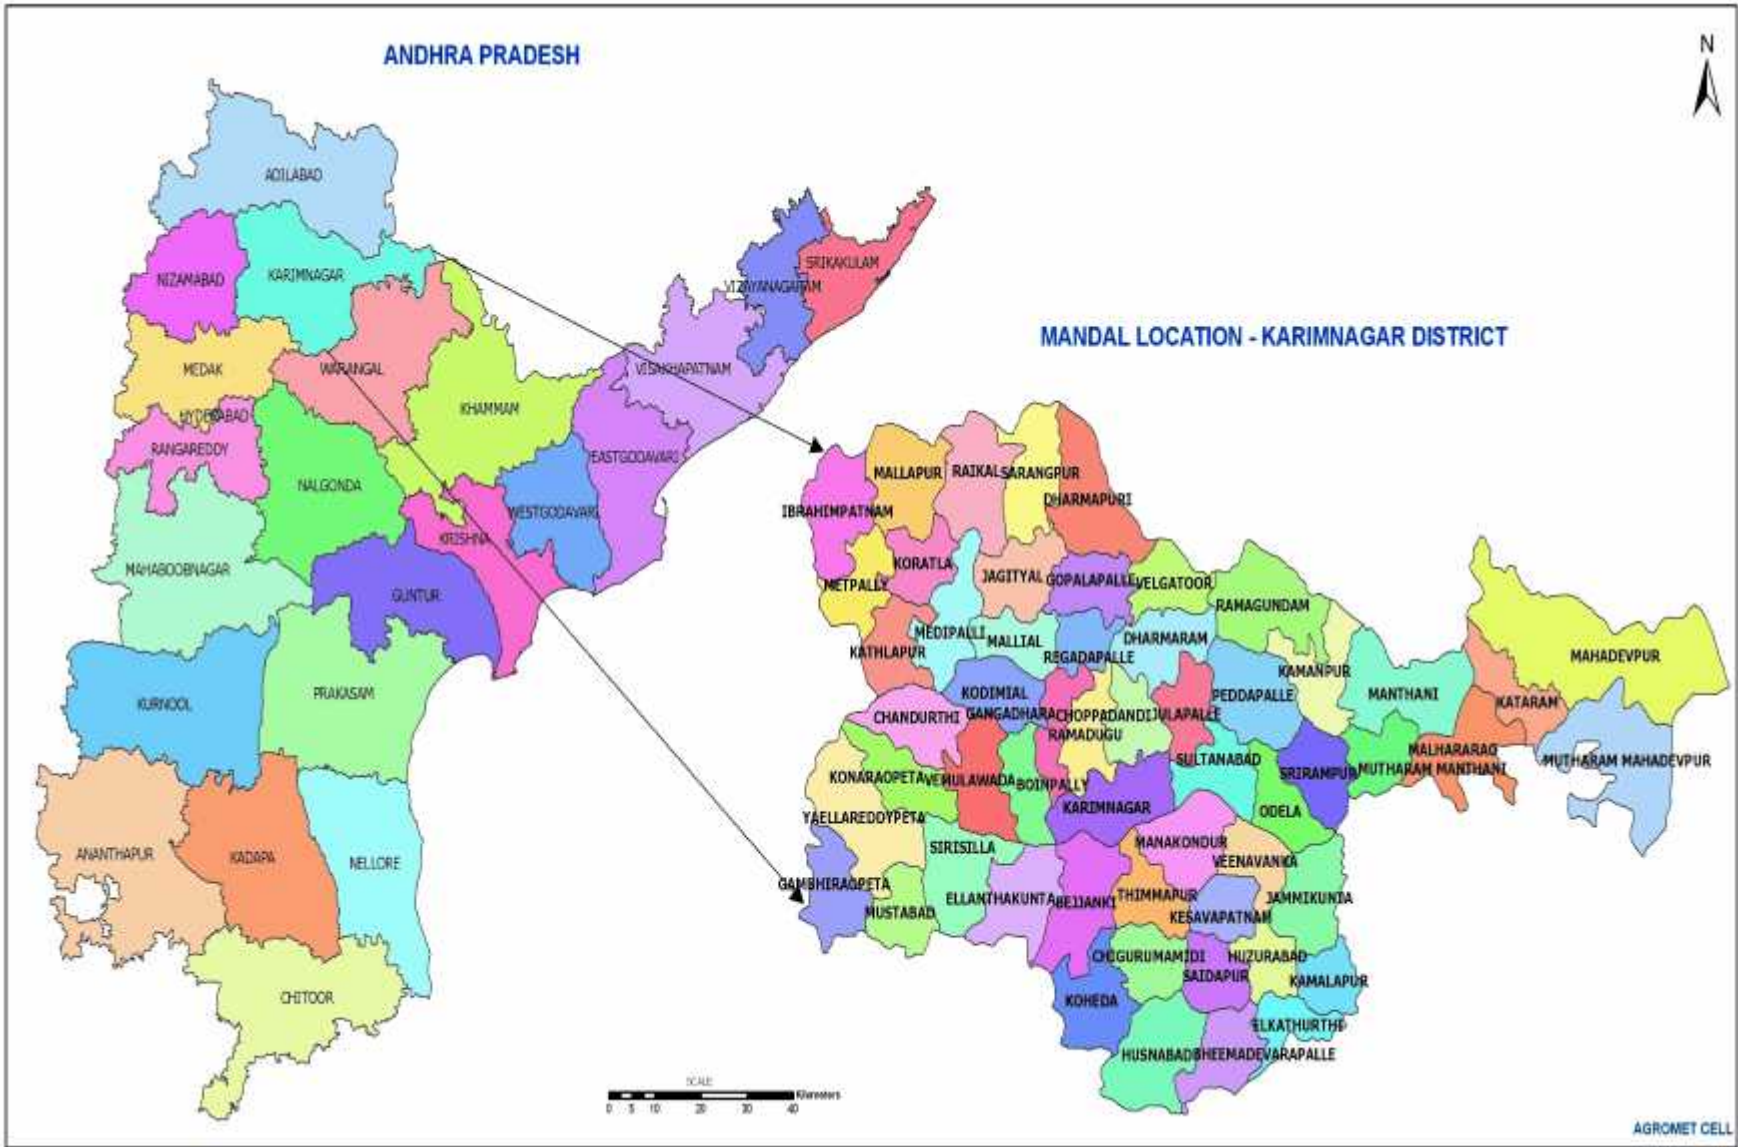 ANDHRA PRADESH
N
ADILABAD
NIZAMABAD
KARIMNAGAR
SRIKAKULAM
VIZAYANAGARAM
MEDAK
WARANGAL
VISAKHAPATNAM
HYDERABAD
KHAMMAM
RANGAREDDY
EASTGODAVARI
NALGONDA
WESTGODAVARI
KRISHNA
MAHABOOBNAGAR
GUNTUR
PRAKASAM
KURNOOL
ANANTHAPUR
KADAPA
NELLORE
CHITOOR
MANDAL LOCATION - KARIMNAGAR DISTRICT
MALLAPUR
RAIKAL
SARANGPUR
DHARMAPURI
IBRAHIMPATNAM
KORATLA
METPALLY
JAGITYAL
GOPALAPALLE
VELGATOOR
RAMAGUNDAM
MEDIPALLI
MALLIAL
DHARMARAM
KATHLAPUR
REGADAPALLE
KAMANPUR
MAHADEVPUR
KODIMIAL
PEDDAPALLE
MANTHANI
KATARAM
CHANDURTHI
GANGADHARA
CHOPPADANDI
JULAPALLE
RAMADUGU
MALHARARAO
SULTANABAD
MUTHARAM MAHADEVPUR
KONARAOPETA
VEMULAWADA
BOINPALLY
SRIRAMPUR
MUTHARAM MANTHANI
KARIMNAGAR
ODELA
YAELLAREDDYPETA
SIRISILLA
MANAKONDUR
VEENAVANKA
GAMBHIRAOPETA
ELLANTHAKUNTA
BEJJANKI
THIMMAPUR
JAMMIKUNTA
MUSTABAD
KESAVAPATNAM
CHIGURUMAMIDI
HUZURABAD
SAIDAPUR
KAMALAPUR
KOHEDA
ELKATHURTHI
HUSNABAD
BHEEMADEVARAPALLE
SCALE
Kilometers
0 5 10 20 30 40
AGROMET CELL